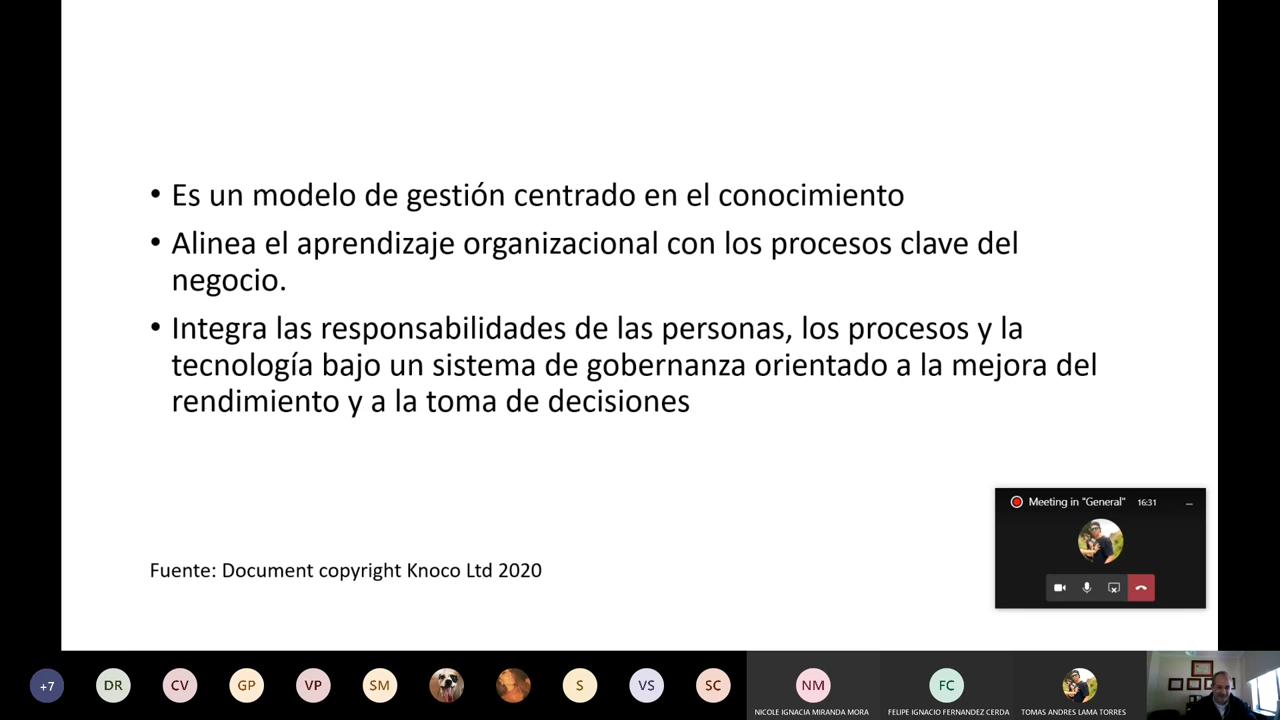 • Es un modelo de gestión centrado en el conocimiento
• Alinea el aprendizaje organizacional con los procesos clave del
negocio.
• Integra las responsabilidades de las personas, los procesos y la
tecnología bajo un sistema de gobernanza orientado a la mejora del
rendimiento y a la toma de decisiones
Meeting in "General" 16:31
Fuente: Document copyright Knoco Ltd 2020
+7 DR CV GP VP SM S VS SC NM FC
NICOLE IGNACIA MIRANDA MORA FELIPE IGNACIO FERNANDEZ CERDA TOMAS ANDRES LAMA TORRES